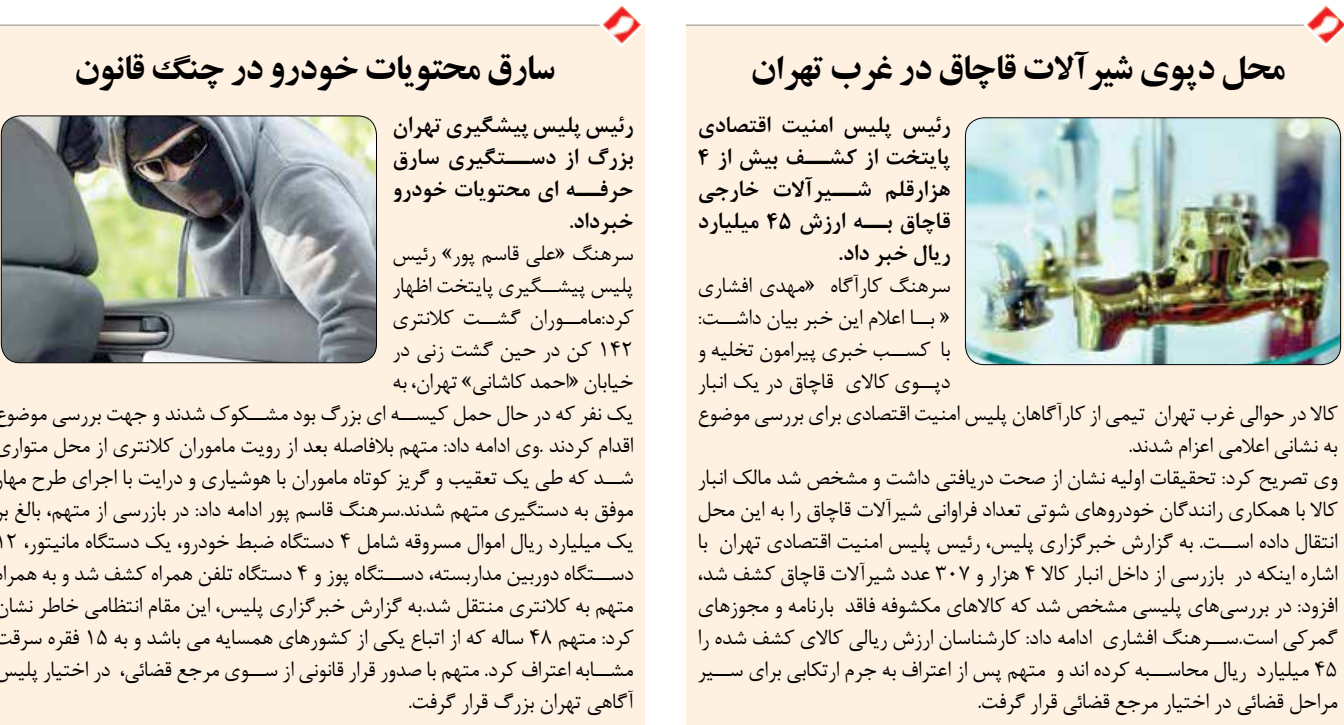 محل دپوی شیرآلات قاچاق در غرب تهران
رئیس پلیس امنیت اقتصادی
پایتخت از کشف بیش از ۴
هزارقلم شیرآلات خارجی
قاچاق به ارزش ۴۵ میلیارد
ریال خبر داد.
سرهنگ کارآگاه «مهدی افشاری
» با اعلام این خبر بیان داشت:
با کسب خبری پیرامون تخلیه و
دپوی کالای قاچاق در یک انبار
کالا در حوالی غرب تهران تیمی از کارآگاهان پلیس امنیت اقتصادی برای بررسی موضوع
به نشانی اعلامی اعزام شدند.
وی تصریح کرد: تحقیقات اولیه نشان از صحت دریافتی داشت و مشخص شد مالک انبار
کالا با همکاری رانندگان خودروهای شوتی تعداد فراوانی شیرآلات قاچاق را به این محل
انتقال داده است. به گزارش خبرگزاری پلیس، رئیس پلیس امنیت اقتصادی تهران با
اشاره اینکه در بازرسی از داخل انبار کالا ۴ هزار و ۳۰۷ عدد شیرآلات قاچاق کشف شد،
افزود: در بررسی‌های پلیسی مشخص شد که کالاهای مکشوفه فاقد بارنامه و مجوزهای
گمرکی است.سرهنگ افشاری ادامه داد: کارشناسان ارزش ریالی کالای کشف شده را
۴۵ میلیارد ریال محاسبه کرده اند و متهم پس از اعتراف به جرم ارتکابی برای سیر
مراحل قضائی در اختیار مرجع قضائی قرار گرفت.
سارق محتویات خودرو در چنگ قانون
رئیس پلیس پیشگیری تهران
بزرگ از دستگیری سارق
حرفه ای محتویات خودرو
خبرداد.
سرهنگ «علی قاسم پور» رئیس
پلیس پیشگیری پایتخت اظهار
کرد:ماموران گشت کلانتری
۱۴۲ کن در حین گشت زنی در
خیابان «احمد کاشانی» تهران، به
یک نفر که در حال حمل کیسه ای بزرگ بود مشکوک شدند و جهت بررسی موضوع
اقدام کردند .وی ادامه داد: متهم بلافاصله بعد از رویت ماموران کلانتری از محل متواری
شد که طی یک تعقیب و گریز کوتاه ماموران با هوشیاری و درایت با اجرای طرح مهار
موفق به دستگیری متهم شدند.سرهنگ قاسم پور ادامه داد: در بازرسی از متهم، بالغ بر
یک میلیارد ریال اموال مسروقه شامل ۴ دستگاه ضبط خودرو، یک دستگاه مانیتور، ۱۲
دستگاه دوربین مداربسته، دستگاه پوز و ۴ دستگاه تلفن همراه کشف شد و به همراه
متهم به کلانتری منتقل شد.به گزارش خبرگزاری پلیس، این مقام انتظامی خاطر نشان
کرد: متهم ۴۸ ساله که از اتباع یکی از کشورهای همسایه می باشد و به ۱۵ فقره سرقت
مشابه اعتراف کرد. متهم با صدور قرار قانونی از سوی مرجع قضائی، در اختیار پلیس
آگاهی تهران بزرگ قرار گرفت.